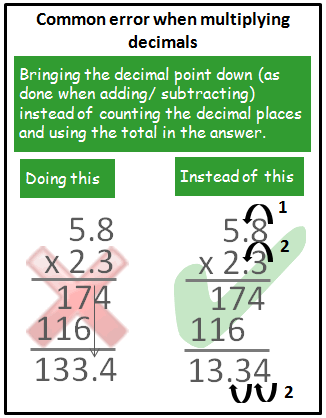 Common error when multiplying
decimals
Bringing the decimal point down (as
done when adding/ subtracting)
instead of counting the decimal places
and using the total in the answer.
Doing this
5.8
x 2.3
174
116
133.4
Instead of this
5.8 1
x 2.3 2
174
116
13.34
2